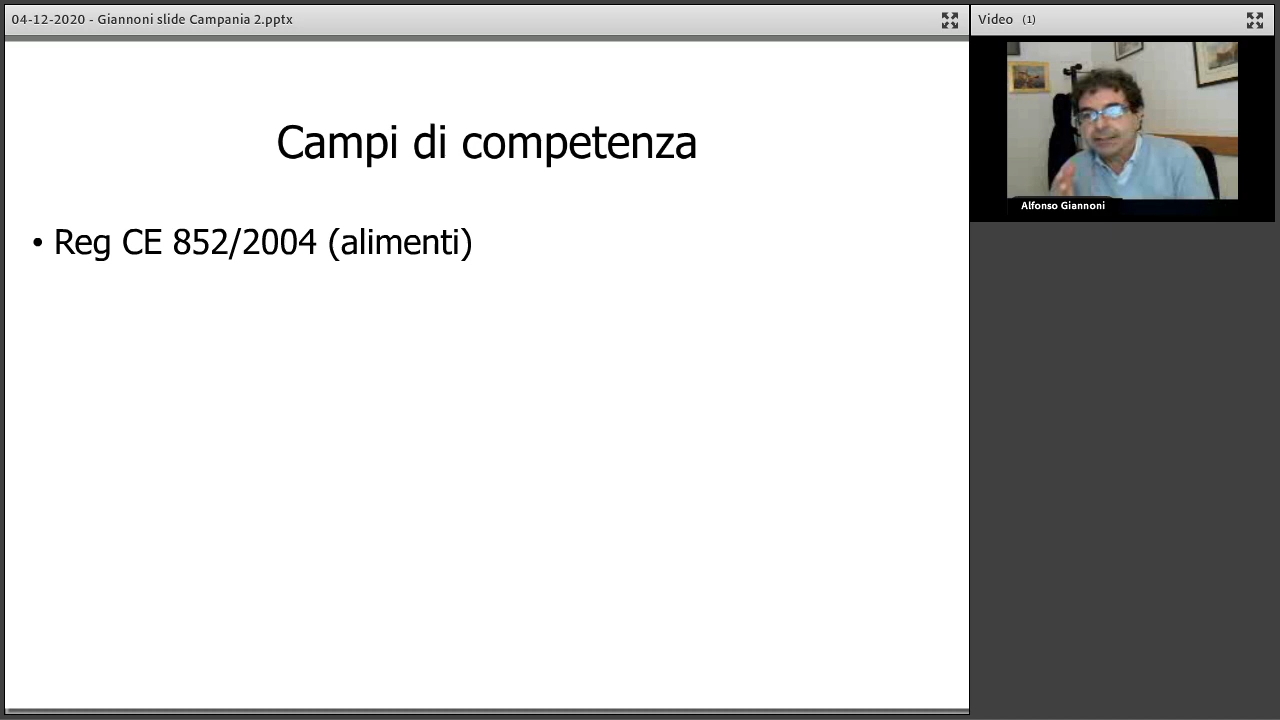 04-12-2020 - Giannoni slide Campania 2.pptx
Video (1)
Campi di competenza
• Reg CE 852/2004 (alimenti)
Alfonso Giannoni